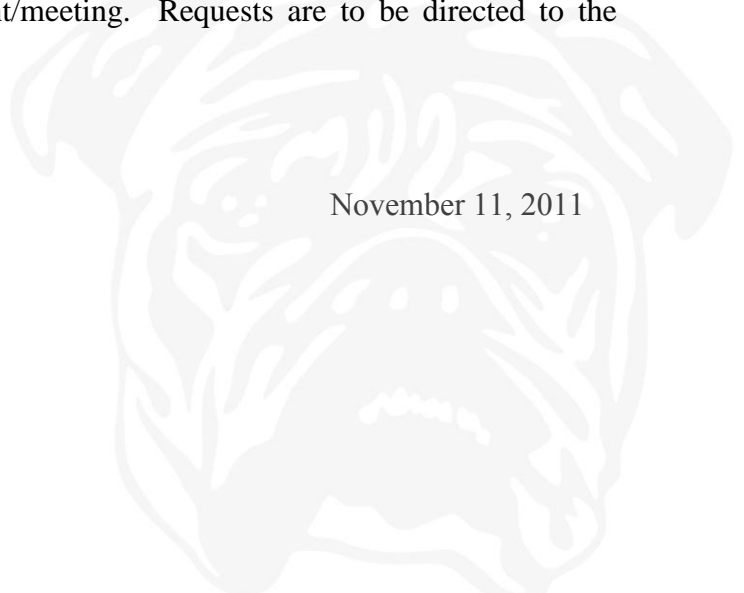 t/meeting. Requests are to be directed to the
November 11, 2011